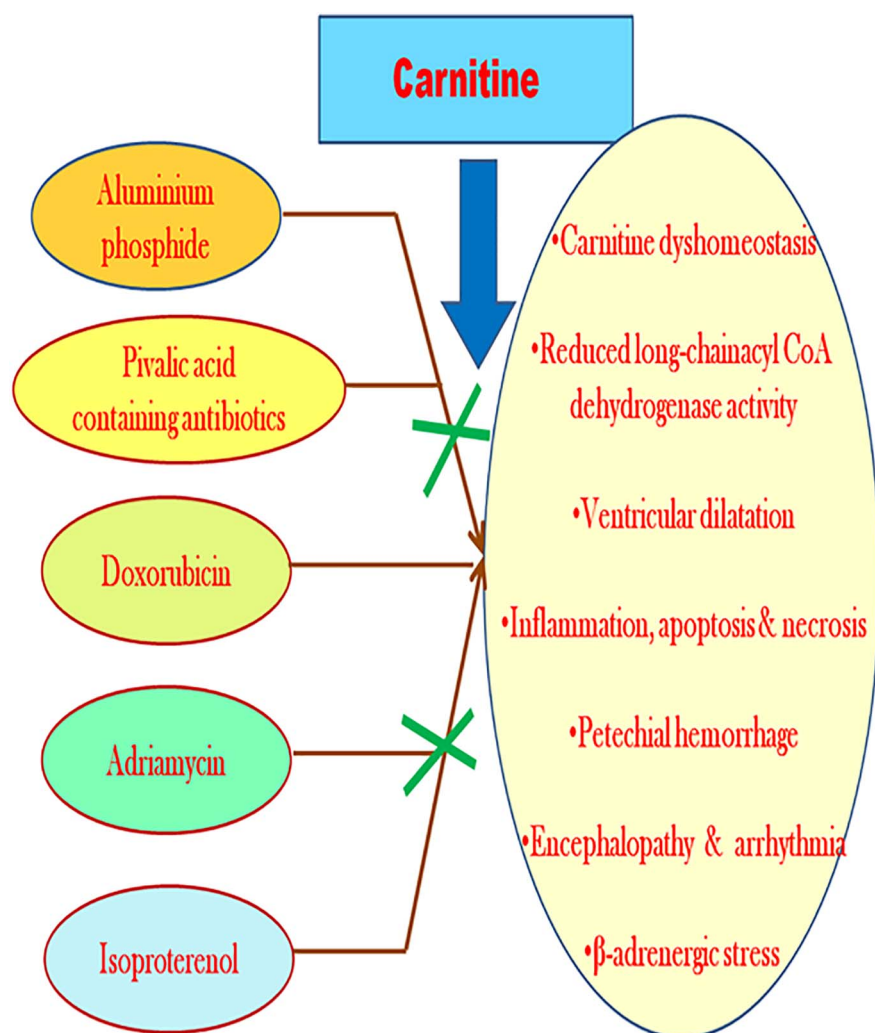 Carnitine
Aluminium
phosphide
Pivalic acid
containing antibiotics
Doxorubicin
Adriamycin
Isoproterenol
•Carnitine dyshomeostasis
•Reduced long-chainacyl CoA
dehydrogenase activity
•Ventricular dilatation
•Inflammation, apoptosis & necrosis
•Petechial hemorrhage
•Encephalopathy & arrhythmia
•β-adrenergic stress